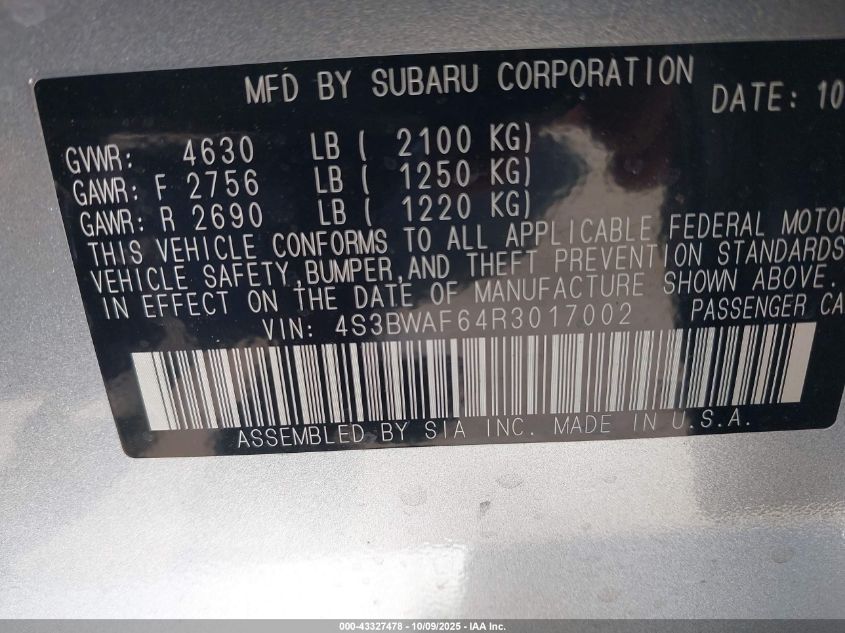 MFD BY SUBARU CORPORATION
DATE: 10
GVWR: 4630 LB ( 2100 KG)
GAWR: F 2756 LB ( 1250 KG)
GAWR: R 2690 LB ( 1220 KG)
THIS VEHICLE CONFORMS TO ALL APPLICABLE FEDERAL MOTOR
VEHICLE SAFETY, BUMPER, AND THEFT PREVENTION STANDARDS
IN EFFECT ON THE DATE OF MANUFACTURE SHOWN ABOVE.
VIN: 4S3BWAF64R3017002 PASSENGER CA
ASSEMBLED BY SIA INC. MADE IN U.S.A.
000-43327478 - 10/09/2025 - IAA Inc.